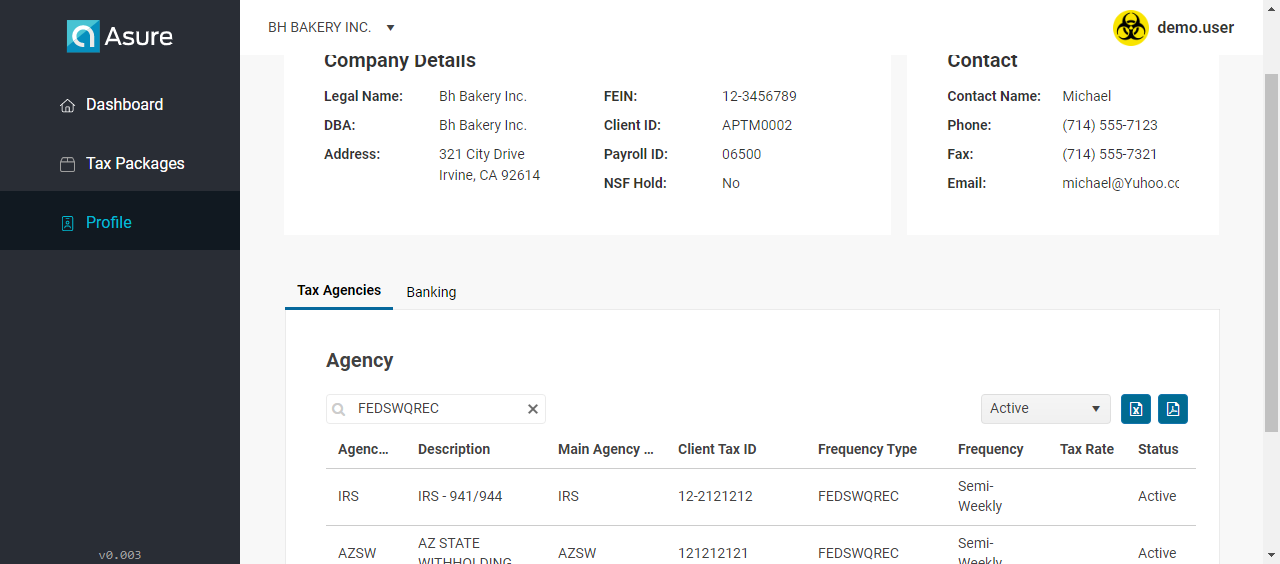 Asure
Dashboard
Tax Packages
Profile
v0.003
BH BAKERY INC.
demo.user
Company Details
Legal Name: Bh Bakery Inc. FEIN: 12-3456789
DBA: Bh Bakery Inc. Client ID: APTM0002
Address: 321 City Drive Payroll ID: 06500
Irvine, CA 92614
NSF Hold: No
Contact
Contact Name: Michael
Phone: (714) 555-7123
Fax: (714) 555-7321
Email: michael@Yuhoo.cc
Tax Agencies Banking
Agency
FEDSWQREC
Active
Agenc... Description Main Agency ... Client Tax ID Frequency Type Frequency Tax Rate Status
IRS IRS - 941/944 IRS 12-2121212 FEDSWQREC Semi-
Weekly Active
AZSW AZ STATE
WITHHOLDING AZSW 121212121 FEDSWQREC Semi-
Weekly Active